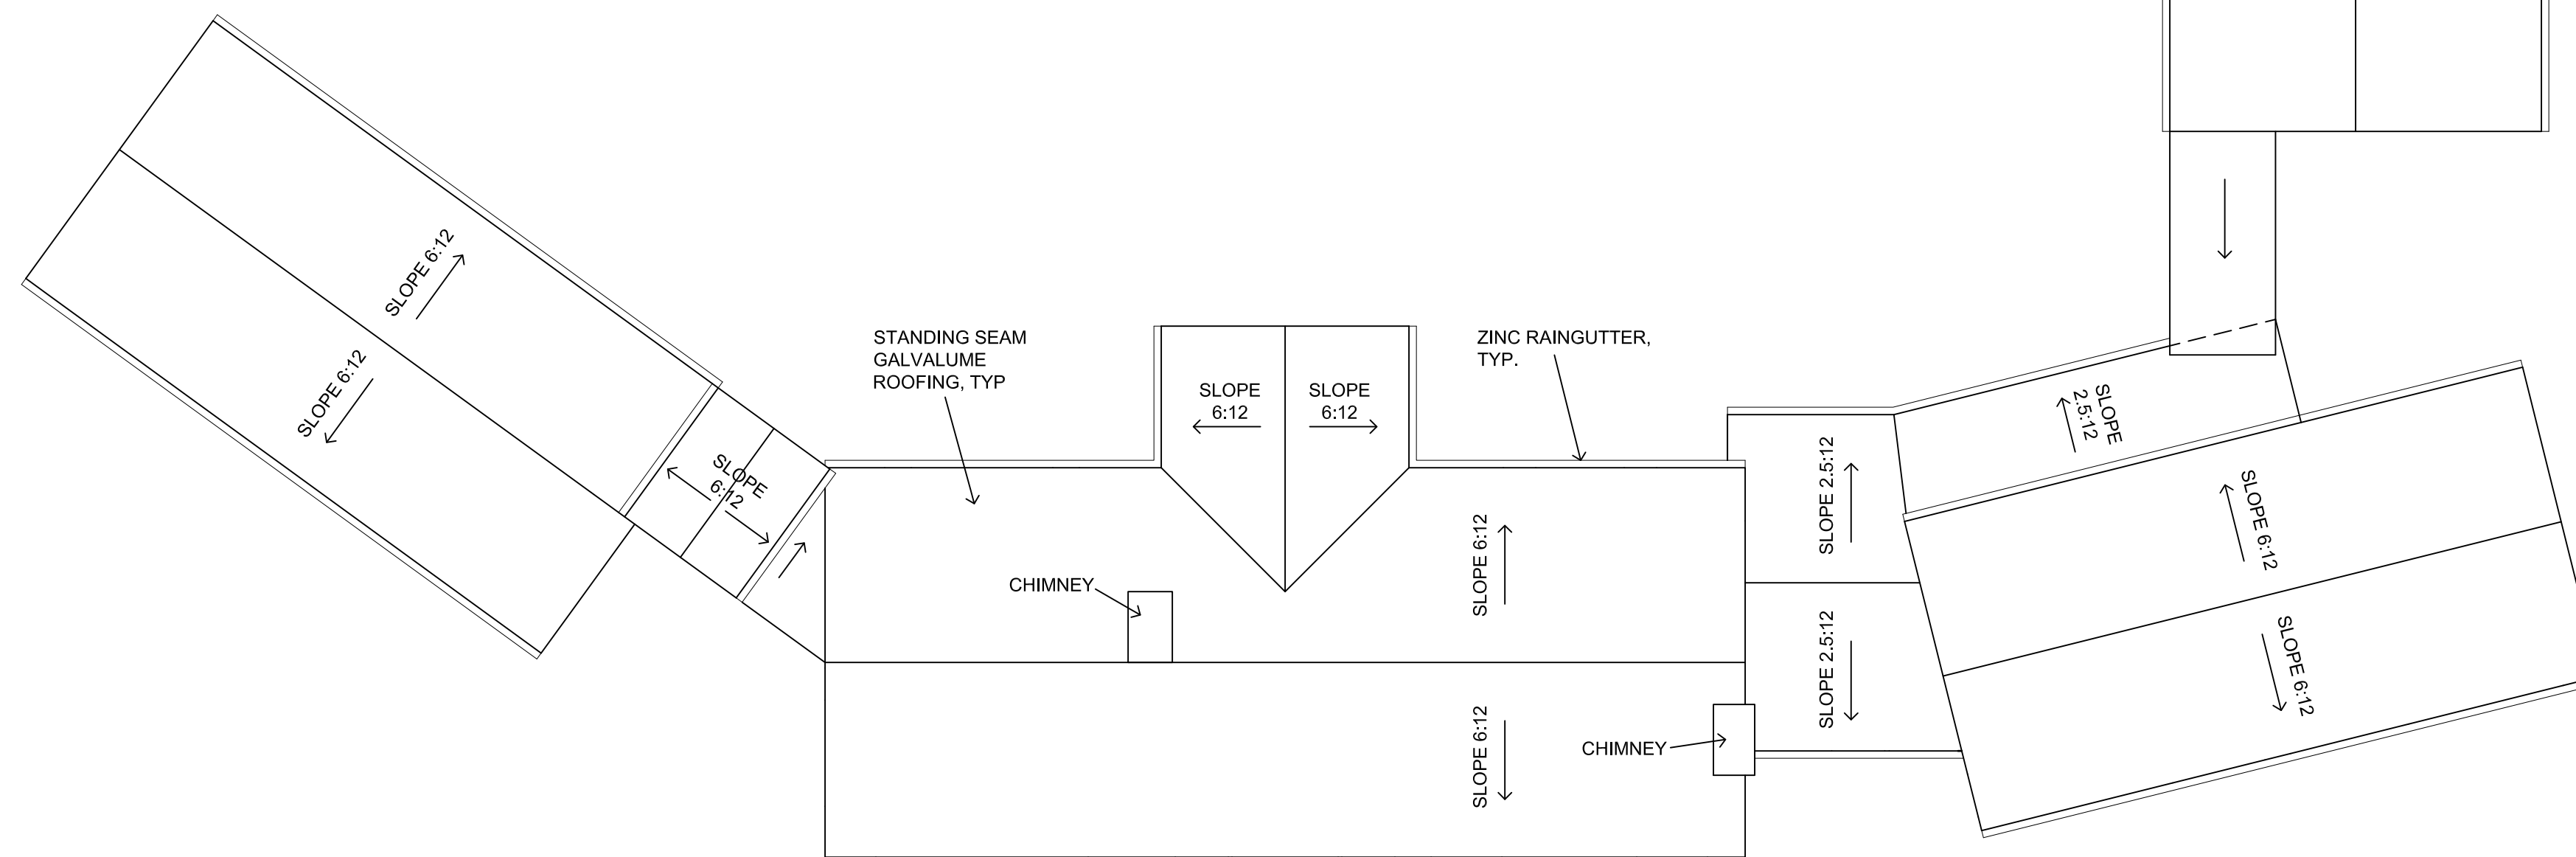 SLOPE 6:12
SLOPE 6:12
SLOPE
6:12
STANDING SEAM
GALVALUME
ROOFING, TYP
CHIMNEY
SLOPE
6:12
SLOPE
6:12
ZINC RAINGUTTER,
TYP.
SLOPE 6:12
SLOPE 6:12
CHIMNEY
SLOPE 2.5:12
SLOPE 2.5:12
SLOPE
2.5:12
SLOPE 6:12
SLOPE 6:12